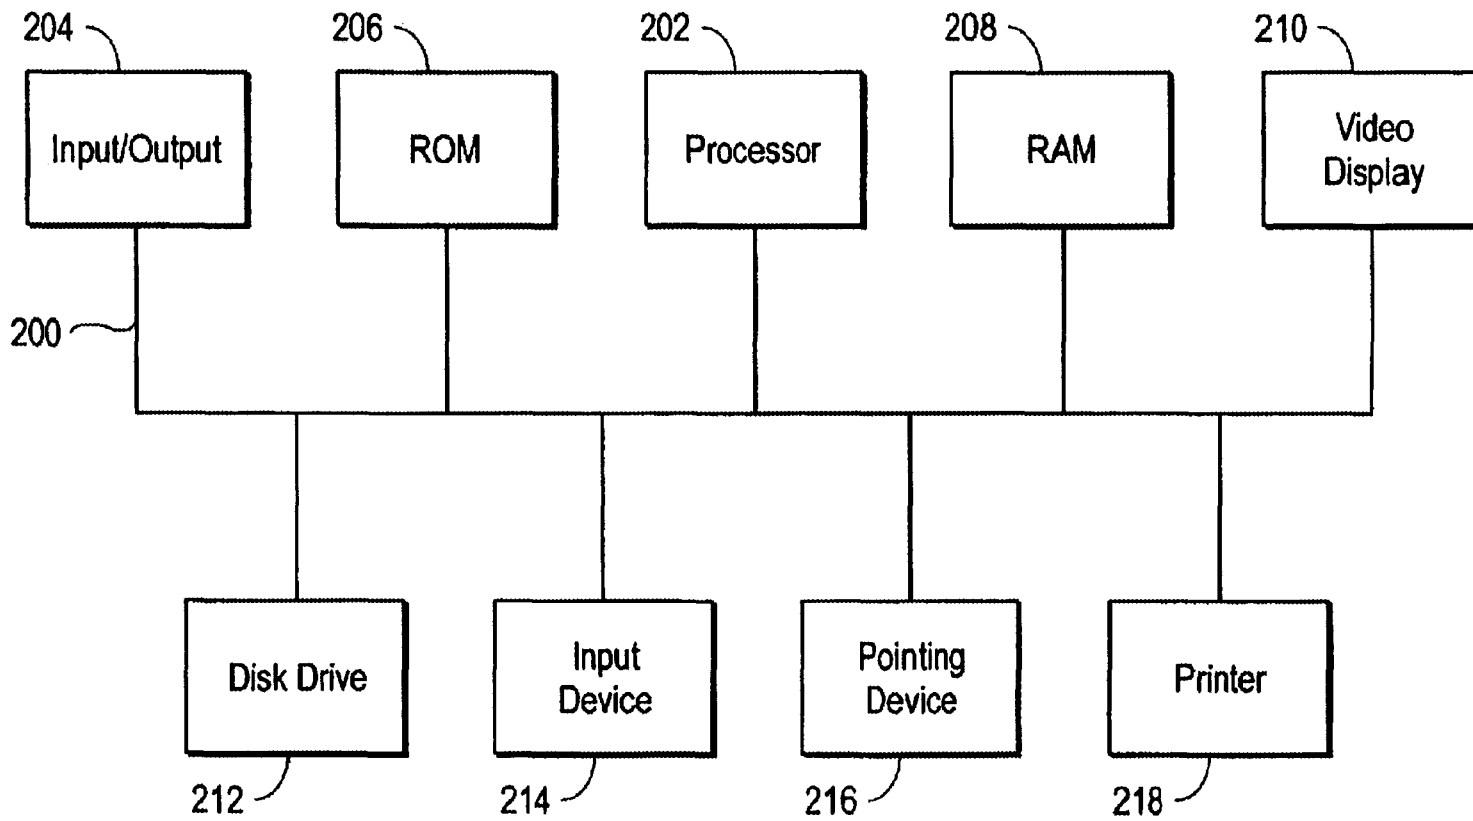 204
206
202
208
210
Input/Output
ROM
Processor
RAM
Video
Display
200
Disk Drive
Input
Device
Pointing
Device
Printer
212
214
216
218